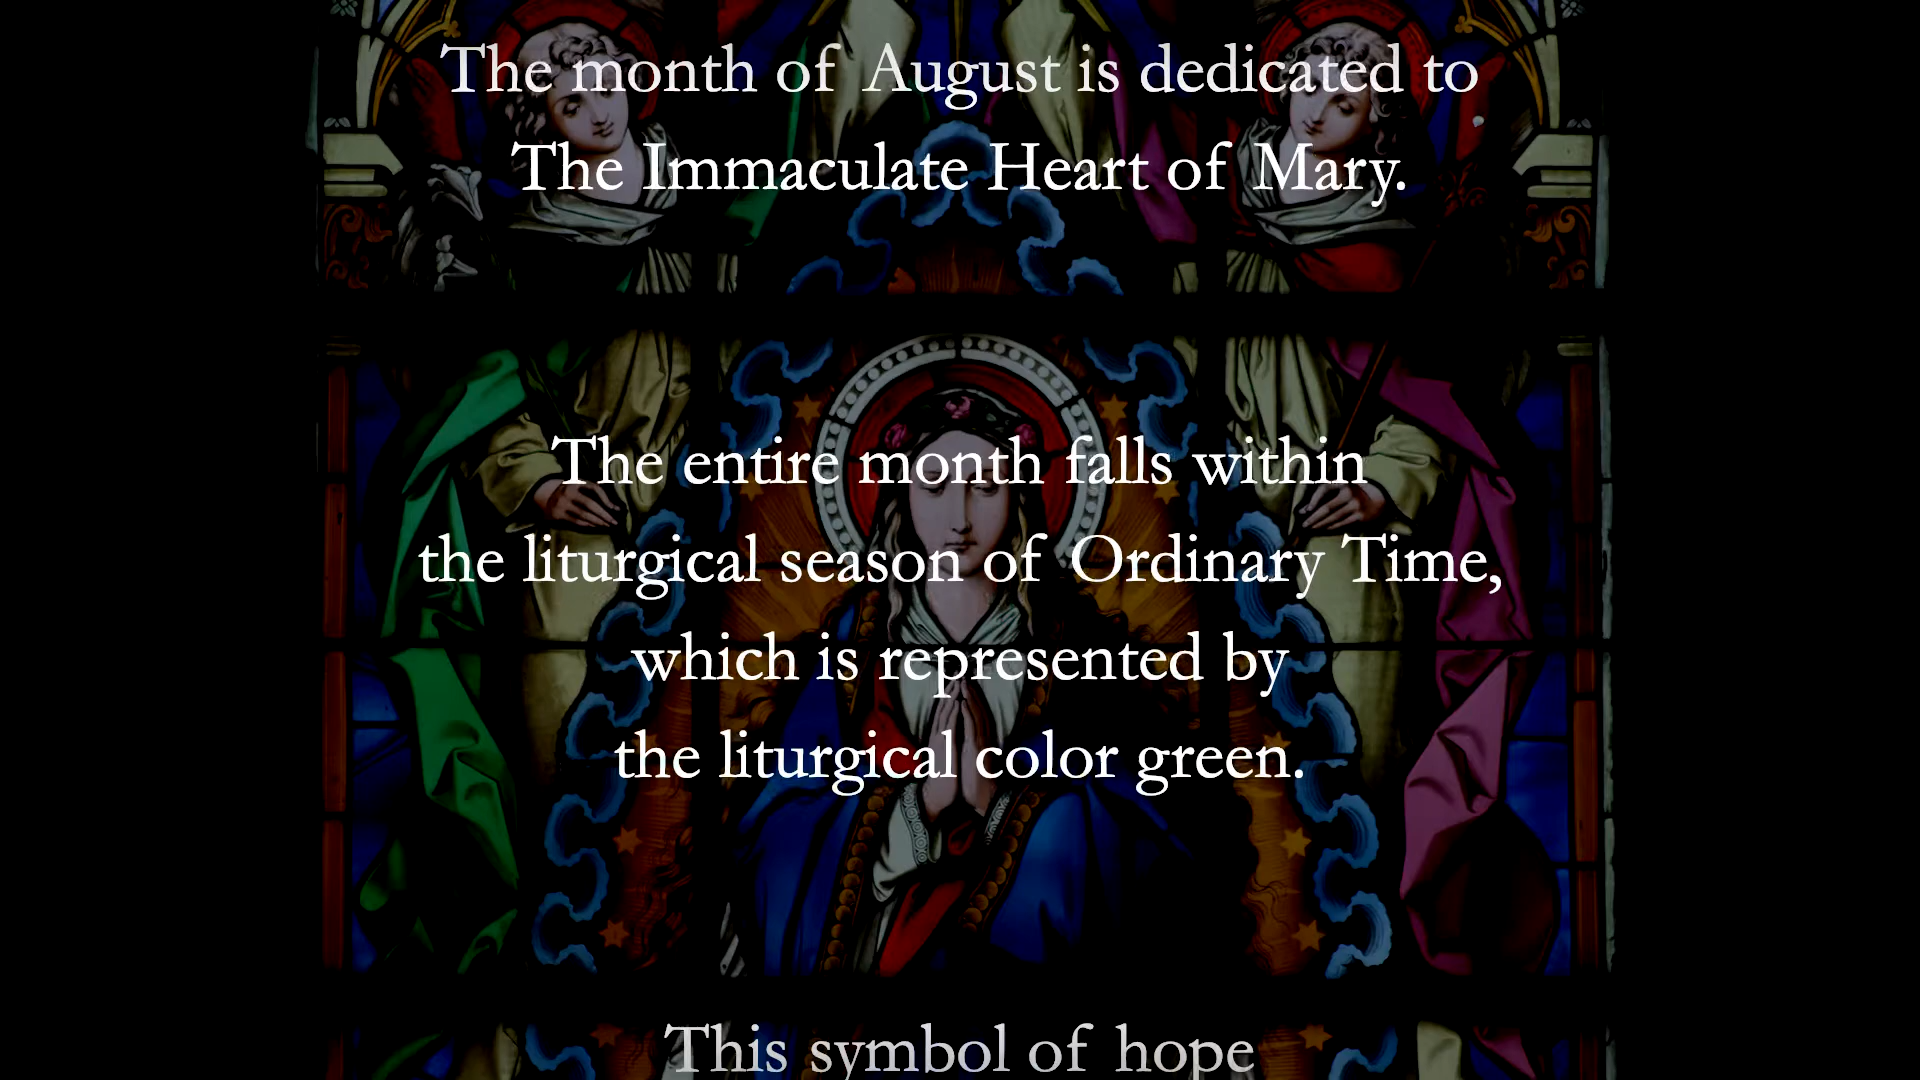 The month of August is dedicated to
The Immaculate Heart of Mary.
The entire month falls within
the liturgical season of Ordinary Time,
which is represented by
the liturgical color green.
This symbol of hope